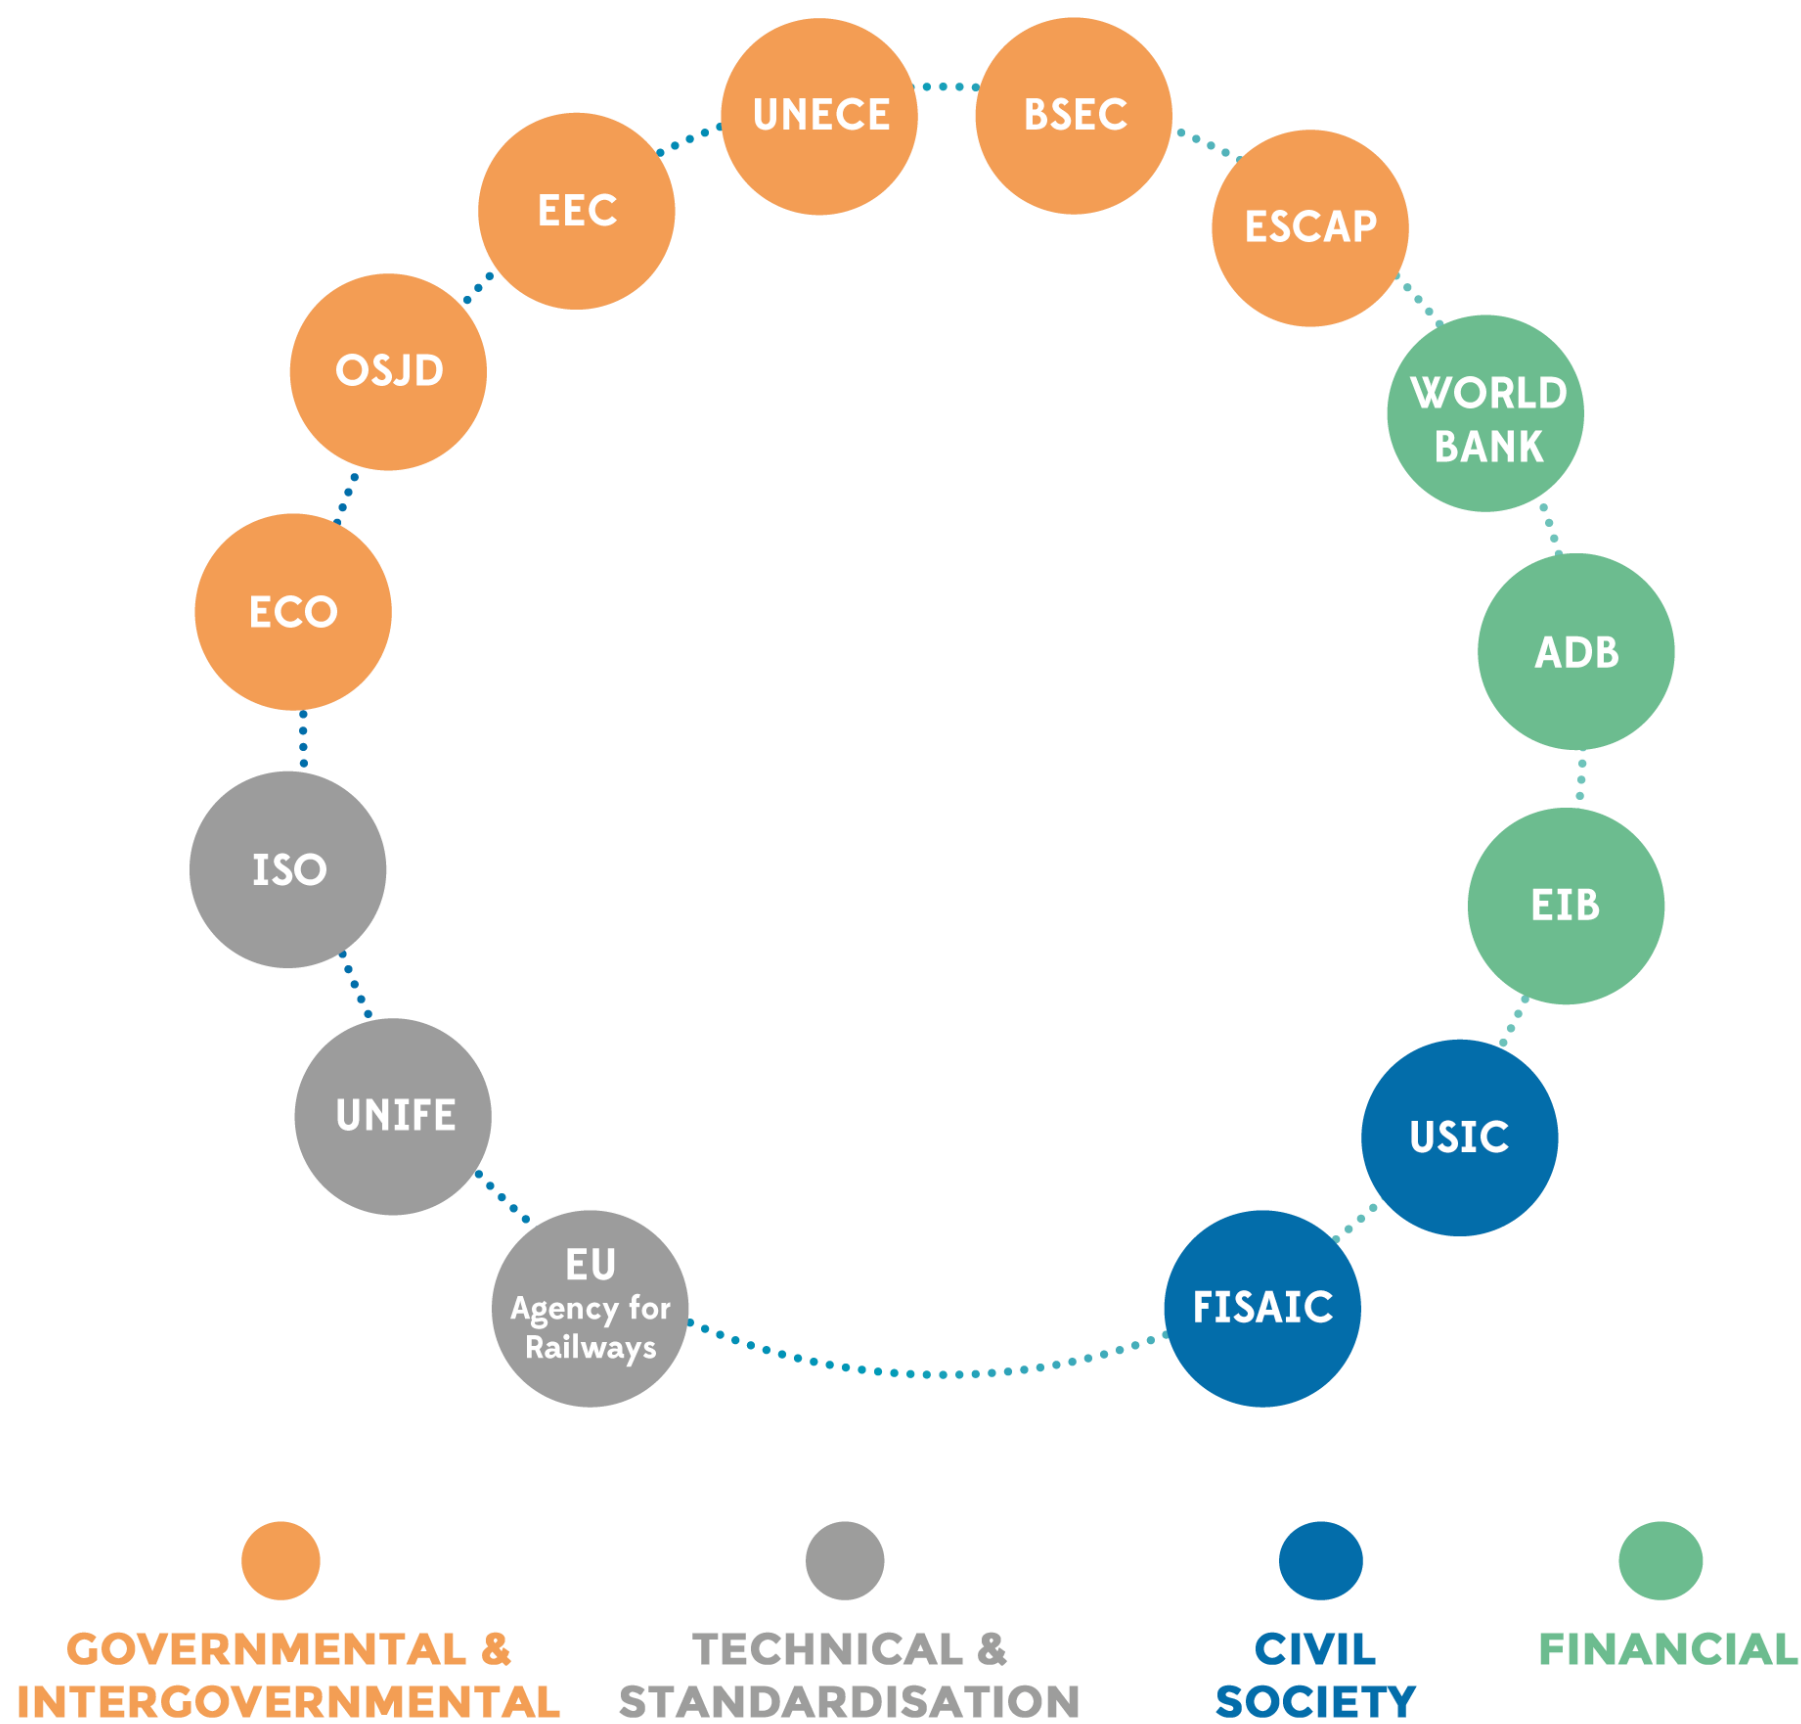 UNECE
BSEC
EEC
ESCAP
OSJD
WORLD
BANK
ECO
ADB
ISO
EIB
UNIFE
USIC
EU
Agency for
Railways
FISAIC
GOVERNMENTAL &
INTERGOVERNMENTAL
TECHNICAL &
STANDARDISATION
CIVIL
SOCIETY
FINANCIAL